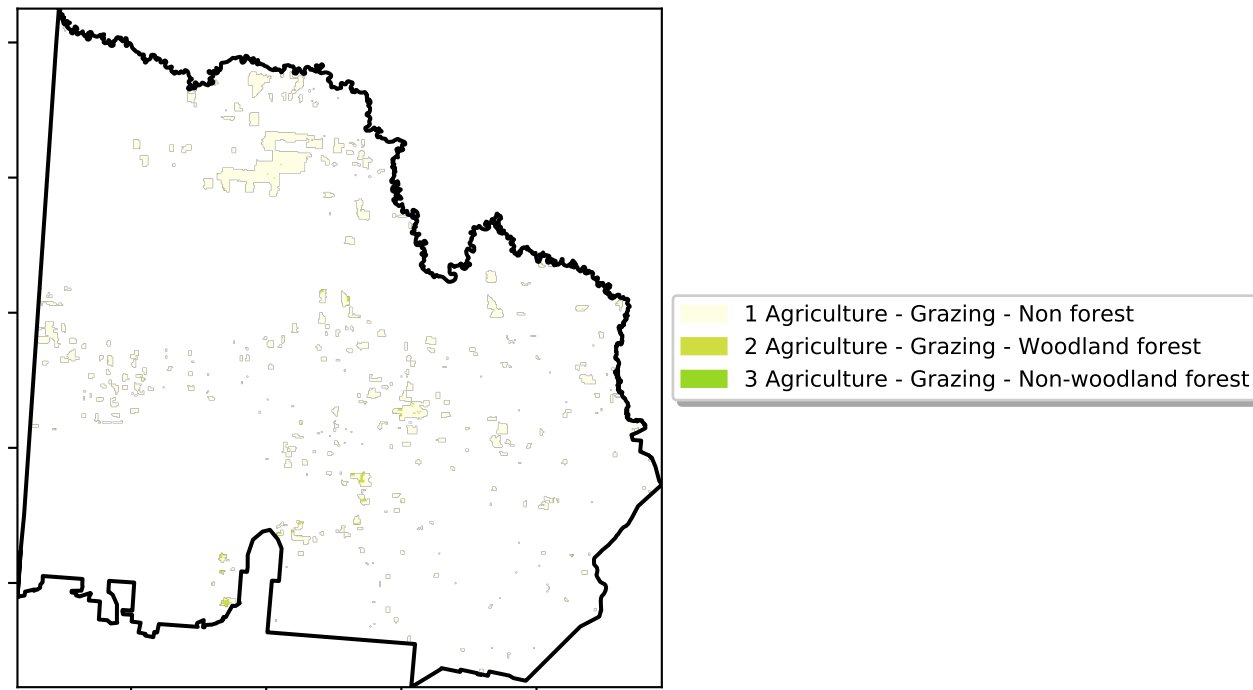 1 Agriculture - Grazing - Non forest
2 Agriculture - Grazing - Woodland forest
3 Agriculture - Grazing - Non-woodland forest